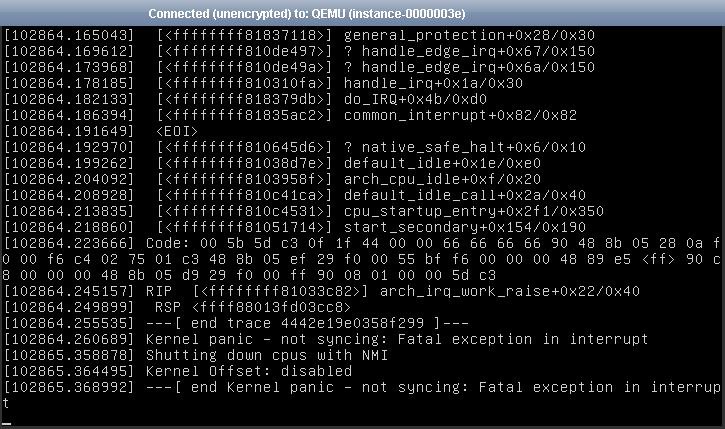 Connected (unencrypted) to: QEMU (instance-0000003e)
[102864.165043]  [<ffffffff81837118>] general_protection+0x28/0x30
[102864.169612]  [<ffffffff810de497>] ? handle_edge_irq+0x67/0x150
[102864.173968]  [<ffffffff810de49a>] ? handle_edge_irq+0x6a/0x150
[102864.178185]  [<ffffffff810310fa>] handle_irq+0x1a/0x30
[102864.182133]  [<ffffffff818379db>] do_IRQ+0x4b/0xd0
[102864.186394]  [<ffffffff81835ac2>] common_interrupt+0x82/0x82
[102864.191649]  <EOI>
[102864.192970]  [<ffffffff810645d6>] ? native_safe_halt+0x6/0x10
[102864.199262]  [<ffffffff81038d7e>] default_idle+0x1e/0xe0
[102864.204092]  [<ffffffff8103958f>] arch_cpu_idle+0xf/0x20
[102864.208928]  [<ffffffff810c41ca>] default_idle_call+0x2a/0x40
[102864.213835]  [<ffffffff810c4531>] cpu_startup_entry+0x2f1/0x350
[102864.218860]  [<ffffffff81051714>] start_secondary+0x154/0x190
[102864.223666] Code: 00 5b 5d c3 0f 1f 44 00 00 66 66 66 66 90 48 8b 05 28 0a f
0 00 f6 c4 02 75 01 c3 48 8b 05 ef 29 f0 00 55 bf f6 00 00 00 48 89 e5 <ff> 90 c
8 00 00 00 48 8b 05 d9 29 f0 00 ff 90 08 01 00 00 5d c3
[102864.245157] RIP  [<ffffffff81033c82>] arch_irq_work_raise+0x22/0x40
[102864.249899]  RSP <ffff88013fd03cc8>
[102864.255535] ---[ end trace 4442e19e0358f299 ]---
[102864.260689] Kernel panic - not syncing: Fatal exception in interrupt
[102865.358878] Shutting down cpus with NMI
[102865.364495] Kernel Offset: disabled
[102865.368992] ---[ end Kernel panic - not syncing: Fatal exception in interrup
t